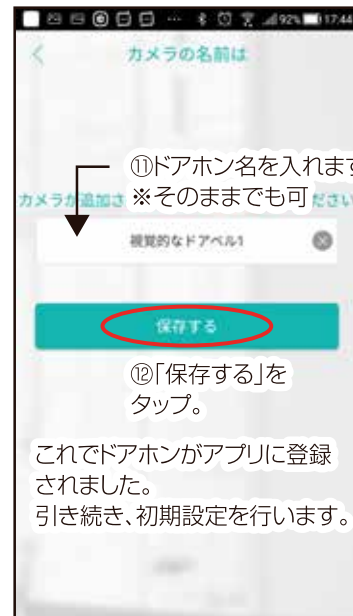 92% 17:44
カメラの名前は
⑪ドアホン名を入れます
カメラが追加さ
※そのままでも可
ださい
視覚的なドアベル1
保存する
⑫「保存する」を
タップ。
これでドアホンがアプリに登録
されました。
引き続き、初期設定を行います。